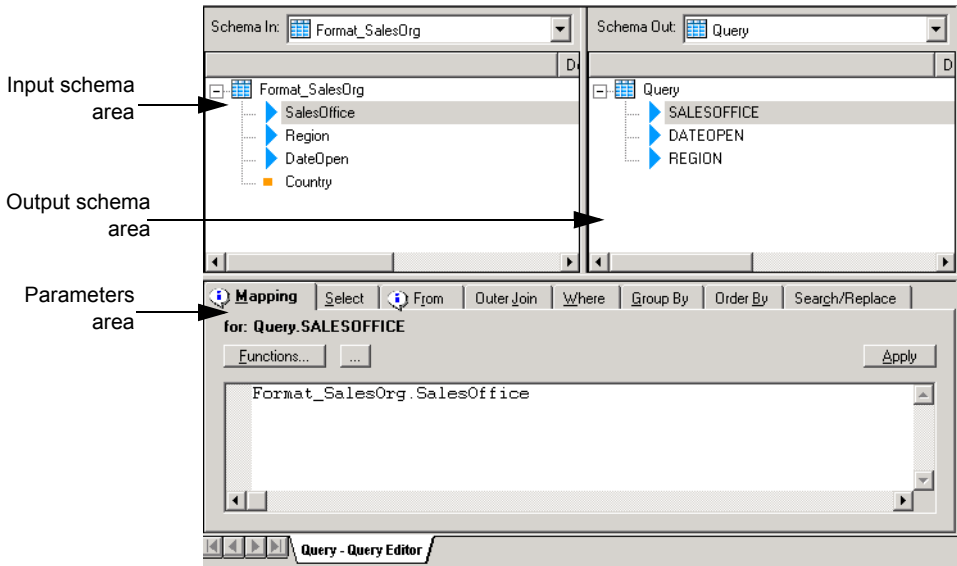 Schema In: Format_SalesOrg
Schema Out: Query
De
D
Input schema
area
Format_SalesOrg
SalesOffice
Region
DateOpen
Country
Query
SALESOFFICE
DATEOPEN
REGION
Output schema
area
Parameters
area
Mapping Select From Outer Join Where Group By Order By Search/Replace
for: Query.SALESOFFICE
Functions... ... Apply
Format_SalesOrg.SalesOffice
Query - Query Editor